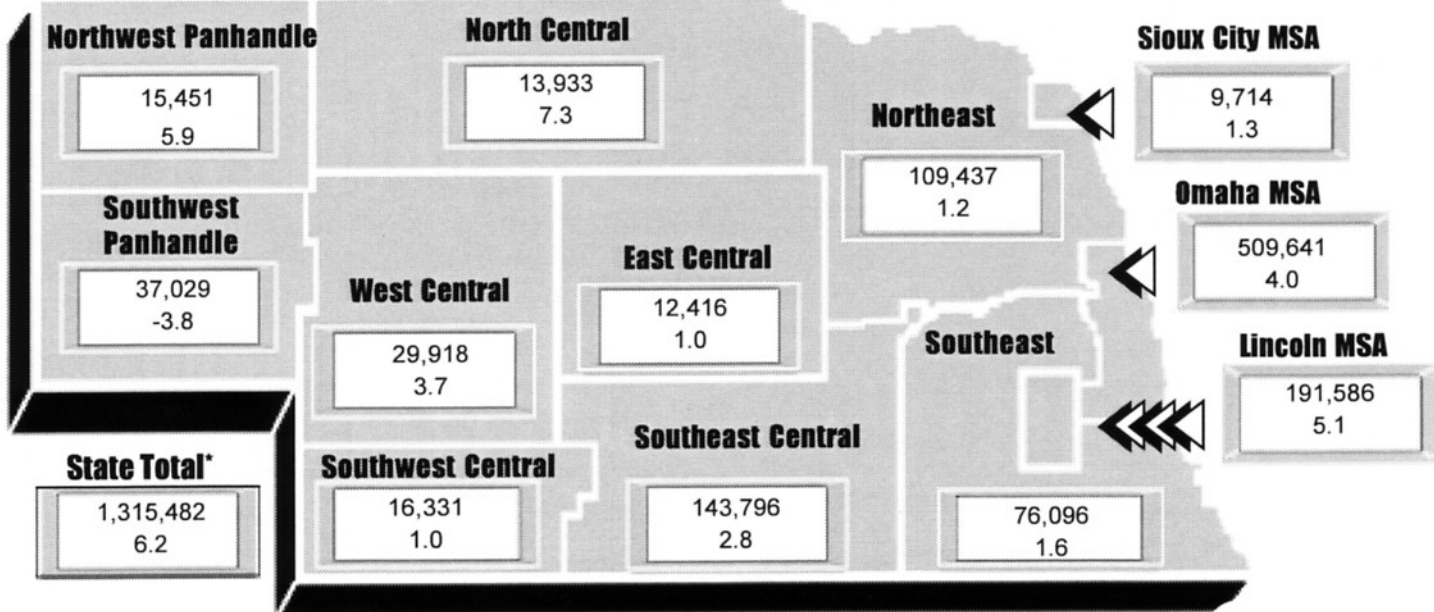 Northwest Panhandle
15,451
5.9
North Central
13,933
7.3
Sioux City MSA
9,714
1.3
Northeast
109,437
1.2
Southwest
Panhandle
37,029
-3.8
West Central
29,918
3.7
East Central
12,416
1.0
Omaha MSA
509,641
4.0
Southeast
76,096
1.6
Lincoln MSA
191,586
5.1
State Total*
1,315,482
6.2
Southwest Central
16,331
1.0
Southeast Central
143,796
2.8